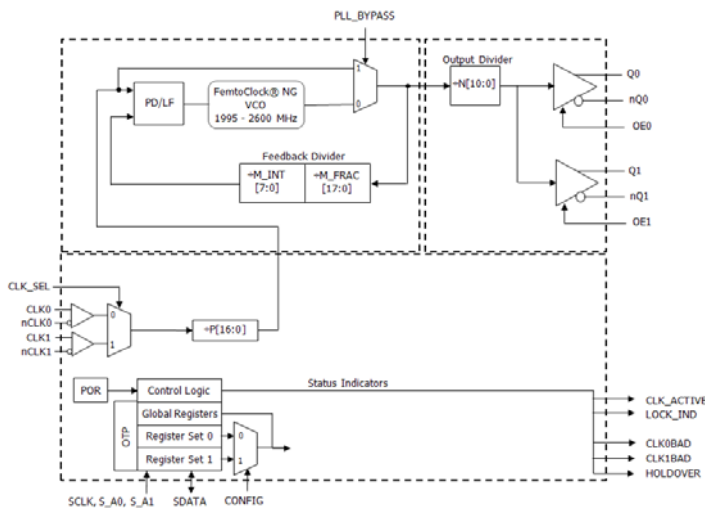 PLL_BYPASS
Output Divider
1
PD/LF
FemtoClock® NG
VCO
1995 - 2600 MHz
0
÷N[10:0]
Q0
nQ0
OE0
Feedback Divider
÷M_INT
[7:0]
÷M_FRAC
[17:0]
Q1
nQ1
OE1
CLK_SEL
CLK0
nCLK0
CLK1
nCLK1
0
1
÷P[16:0]
POR
Control Logic
Status Indicators
OTP
Global Registers
Register Set 0
Register Set 1
0
1
CLK_ACTIVE
LOCK_IND
CLK0BAD
CLK1BAD
HOLDOVER
SCLK, S_A0, S_A1
SDATA
CONFIG